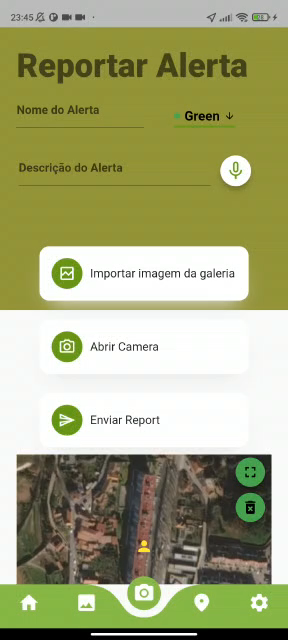 23:45
Reportar Alerta
Nome do Alerta
Green ↓
Descrição do Alerta
Importar imagem da galeria
Abrir Camera
Enviar Report